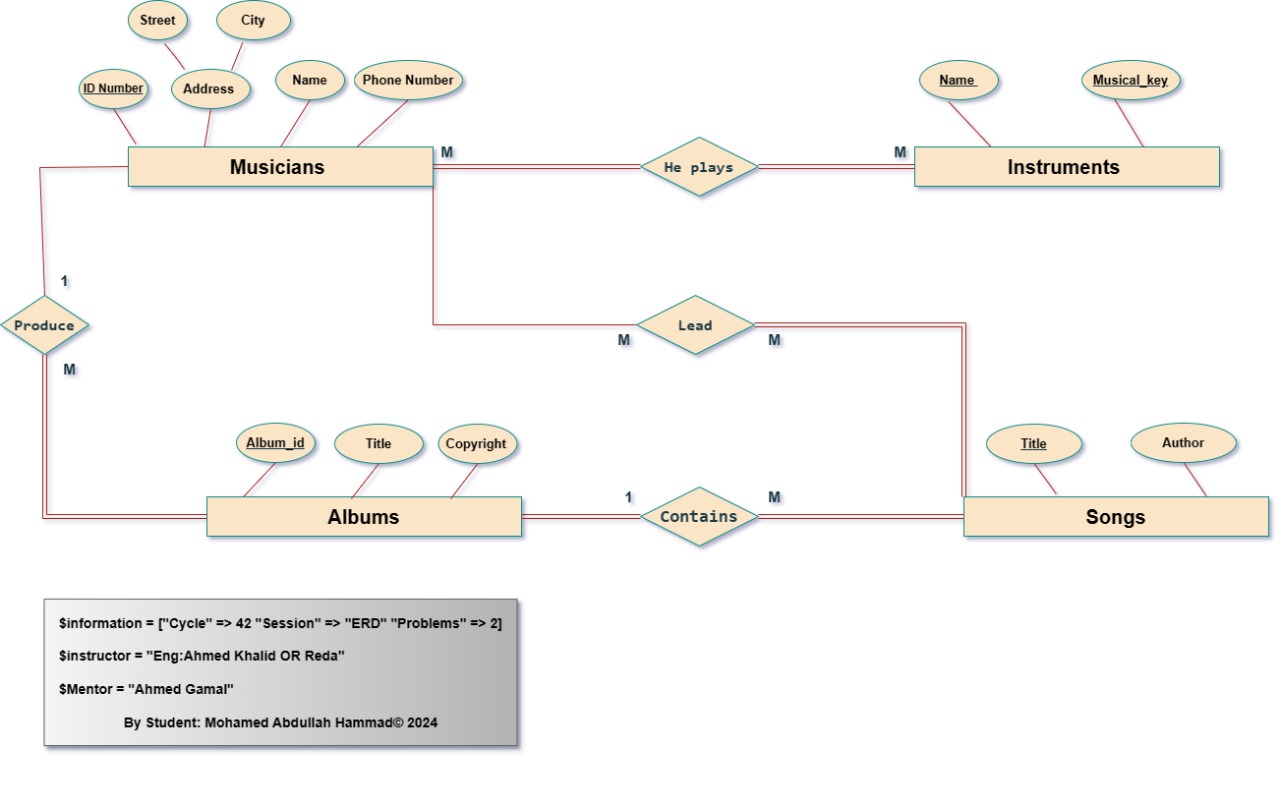 Street
City
ID Number
Address
Name
Phone Number
Name
Musical_key
Musicians
M
He plays
M
Instruments
1
Produce
M
Lead
M
M
Album_id
Title
Copyright
Title
Author
Albums
1
Contains
M
Songs
$information = ["Cycle" => 42 "Session" => "ERD" "Problems" => 2]
$instructor = "Eng:Ahmed Khalid OR Reda"
$Mentor = "Ahmed Gamal"
By Student: Mohamed Abdullah Hammad© 2024